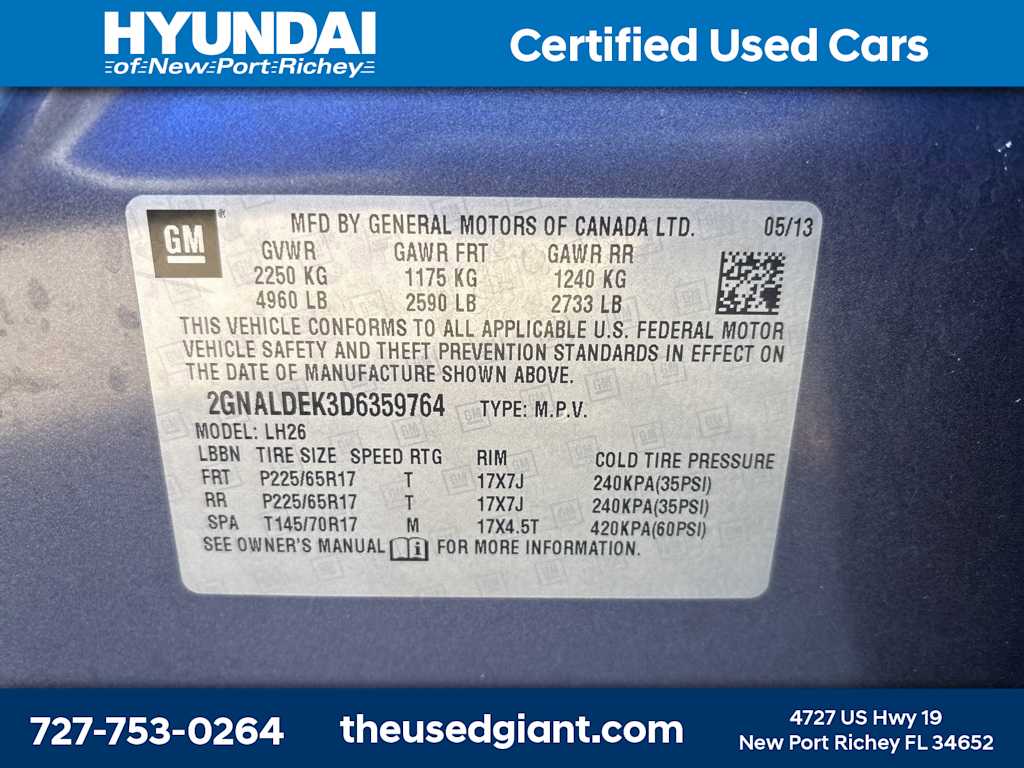 HYUNDAI
of New Port Richey
Certified Used Cars
GM ®
MFD BY GENERAL MOTORS OF CANADA LTD. 05/13
GVWR GAWR FRT GAWR RR
2250 KG 1175 KG 1240 KG
4960 LB 2590 LB 2733 LB
THIS VEHICLE CONFORMS TO ALL APPLICABLE U.S. FEDERAL MOTOR
VEHICLE SAFETY AND THEFT PREVENTION STANDARDS IN EFFECT ON
THE DATE OF MANUFACTURE SHOWN ABOVE.
2GNALDEK3D6359764 TYPE: M.P.V.
MODEL: LH26
LBBN TIRE SIZE SPEED RTG RIM COLD TIRE PRESSURE
FRT P225/65R17 T 17X7J 240KPA(35PSI)
RR P225/65R17 T 17X7J 240KPA(35PSI)
SPA T145/70R17 M 17X4.5T 420KPA(60PSI)
SEE OWNER'S MANUAL i FOR MORE INFORMATION.
727-753-0264
theusedgiant.com
4727 US Hwy 19
New Port Richey FL 34652